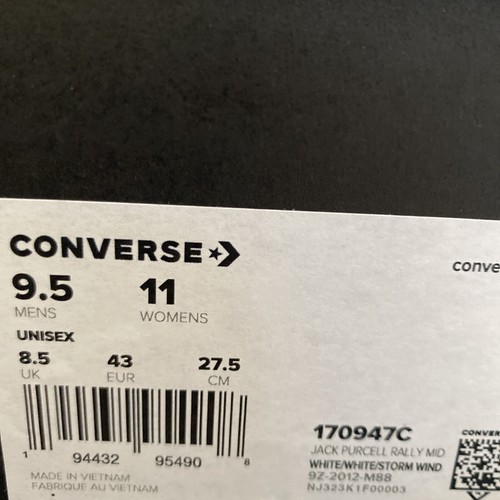 CONVERSE
conve
9.5 11
MENS WOMENS
UNISEX
8.5 43 27.5
UK EUR CM
1 94432 95490 8
MADE IN VIETNAM
FABRIQUE AU VIETNAM
170947C
JACK PURCELL RALLY MID
WHITE/WHITE/STORM WIND
9Z-2012-M88
NJ323K1F00003
CONVER